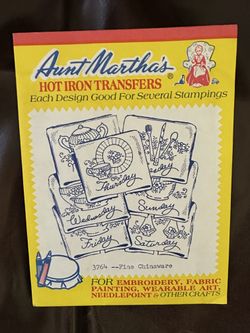 Aunt Martha's
HOT IRON TRANSFERS®
Each Design Good For Several Stampings
Thursday
Wednesday
Sunday
Friday
Saturday
3764 --Fine Chinaware
FOR EMBROIDERY, FABRIC
PAINTING, WEARABLE ART,
NEEDLEPOINT & OTHER CRAFTS